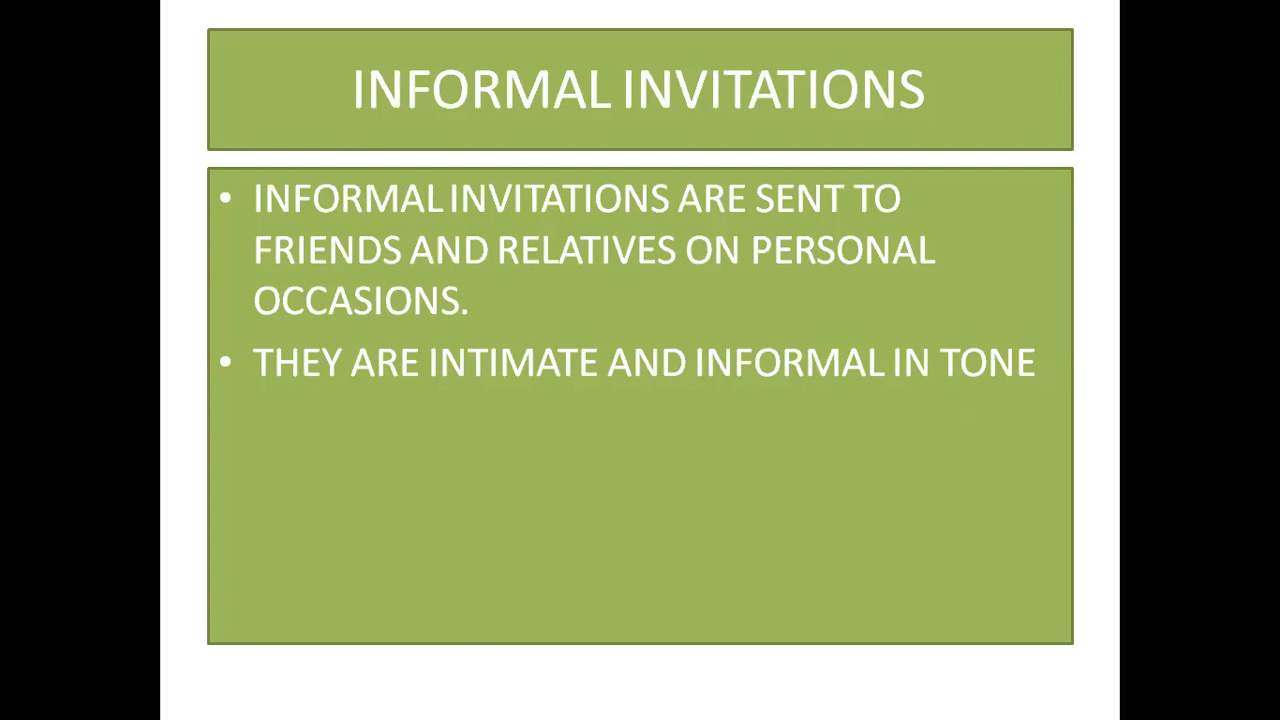 INFORMAL INVITATIONS
• INFORMAL INVITATIONS ARE SENT TO
FRIENDS AND RELATIVES ON PERSONAL
OCCASIONS.
• THEY ARE INTIMATE AND INFORMAL IN TONE